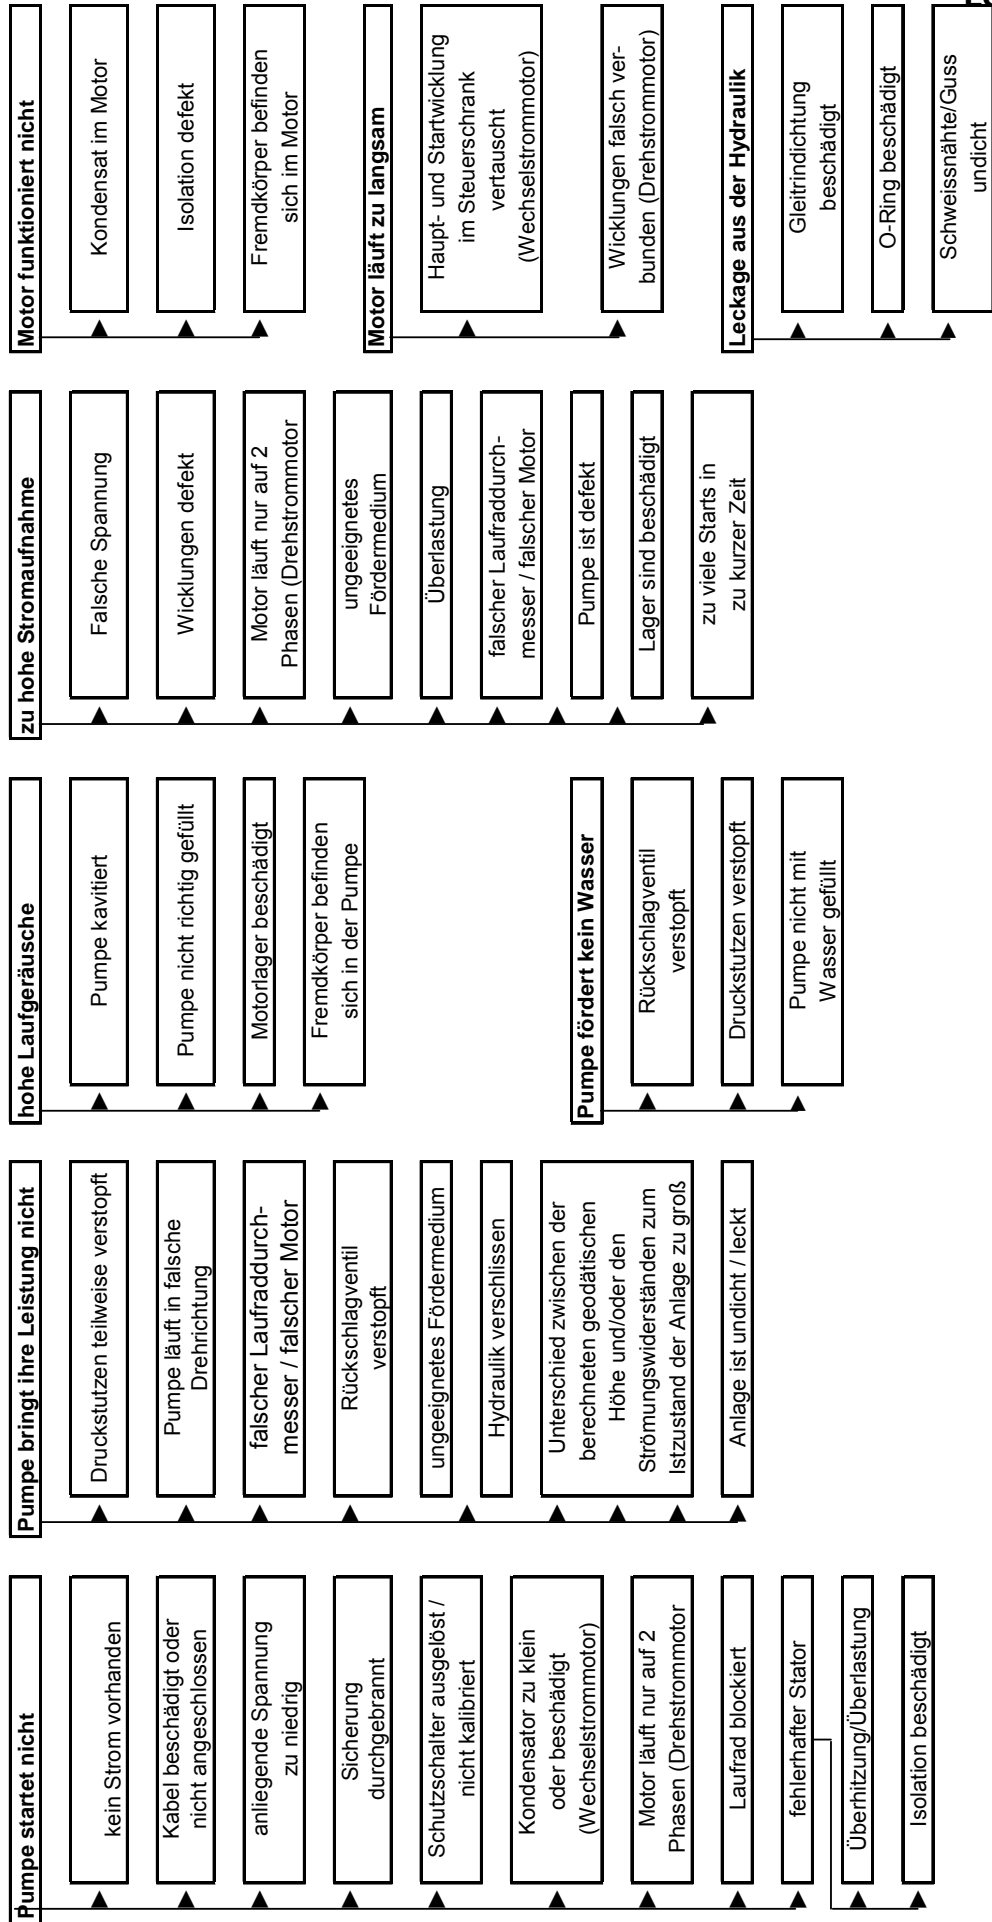 Pumpe startet nicht
kein Strom vorhanden
Kabel beschädigt oder
nicht angeschlossen
anliegende Spannung
zu niedrig
Sicherung
durchgebrannt
Schutzschalter ausgelöst /
nicht kalibriert
Kondensator zu klein
oder beschädigt
(Wechselstrommotor)
Motor läuft nur auf 2
Phasen (Drehstrommotor
Laufrad blockiert
fehlerhafter Stator
Überhitzung/Überlastung
Isolation beschädigt
Pumpe bringt ihre Leistung nicht
Druckstutzen teilweise verstopft
Pumpe läuft in falsche
Drehrichtung
falscher Laufraddurch-
messer / falscher Motor
Rückschlagventil
verstopft
ungeeignetes Fördermedium
Hydraulik verschlissen
Unterschied zwischen der
berechneten geodätischen
Höhe und/oder den
Strömungswiderständen zum
Istzustand der Anlage zu groß
Anlage ist undicht / leckt
hohe Laufgeräusche
Pumpe kavitiert
Pumpe nicht richtig gefüllt
Motorlager beschädigt
Fremdkörper befinden
sich in der Pumpe
Pumpe fördert kein Wasser
Rückschlagventil
verstopft
Druckstutzen verstopft
Pumpe nicht mit
Wasser gefüllt
zu hohe Stromaufnahme
Falsche Spannung
Wicklungen defekt
Motor läuft nur auf 2
Phasen (Drehstrommotor
ungeeignetes
Fördermedium
Überlastung
falscher Laufraddurch-
messer / falscher Motor
Pumpe ist defekt
Lager sind beschädigt
zu viele Starts in
zu kurzer Zeit
Motor funktioniert nicht
Kondensat im Motor
Isolation defekt
Fremdkörper befinden
sich im Motor
Motor läuft zu langsam
Haupt- und Startwicklung
im Steuerschrank
vertauscht
(Wechselstrommotor)
Wicklungen falsch ver-
bunden (Drehstrommotor)
Leckage aus der Hydraulik
Gleitrindichtung
beschädigt
O-Ring beschädigt
Schweissnähte/Guss
undicht